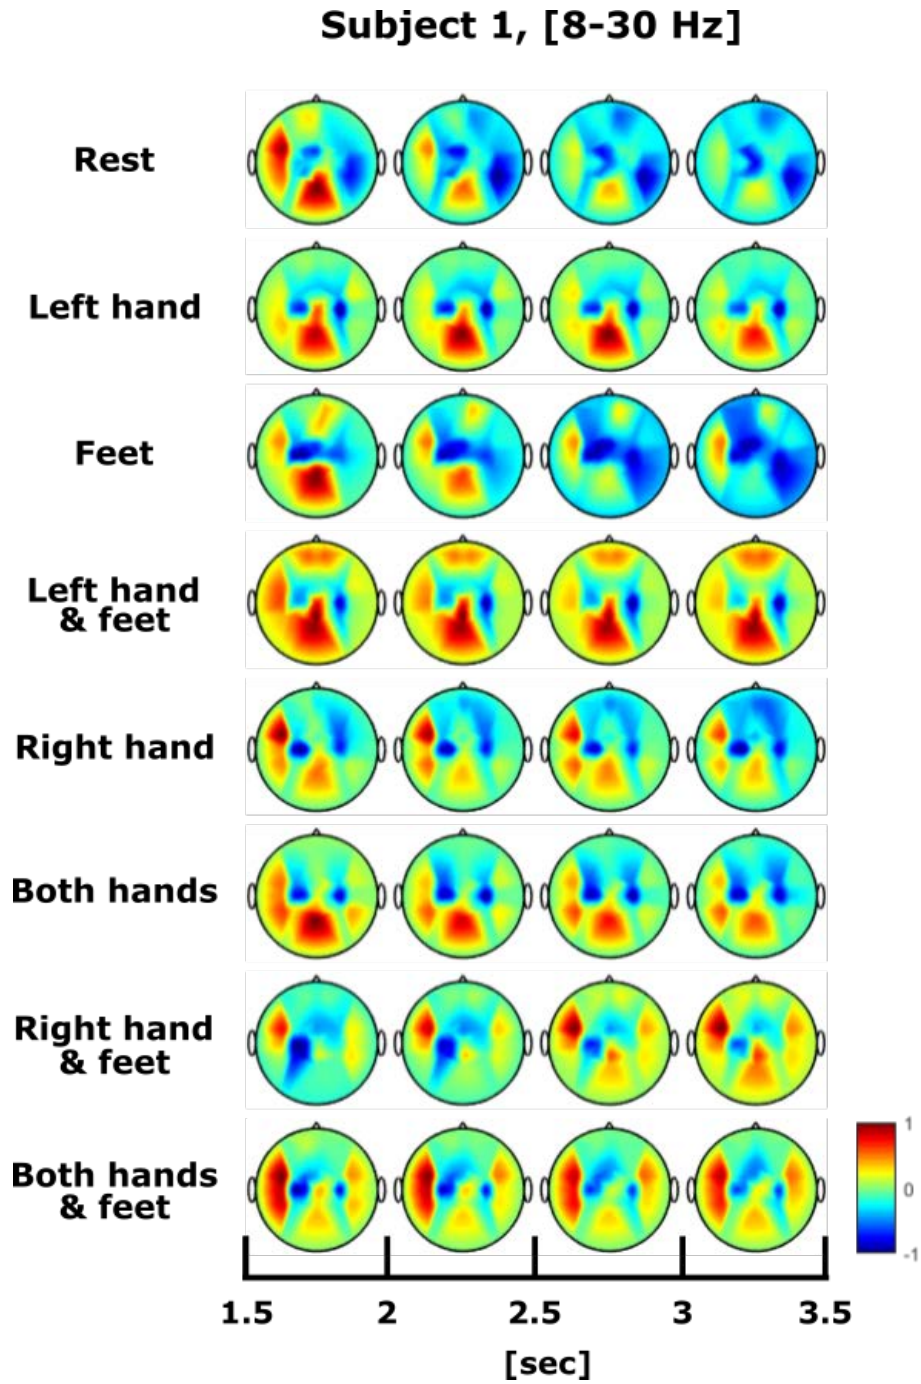 Subject 1, [8-30 Hz]
Rest
Left hand
Feet
Left hand
& feet
Right hand
Both hands
Right hand
& feet
Both hands
& feet
1
0
-1
1.5 2 2.5 3 3.5
[sec]